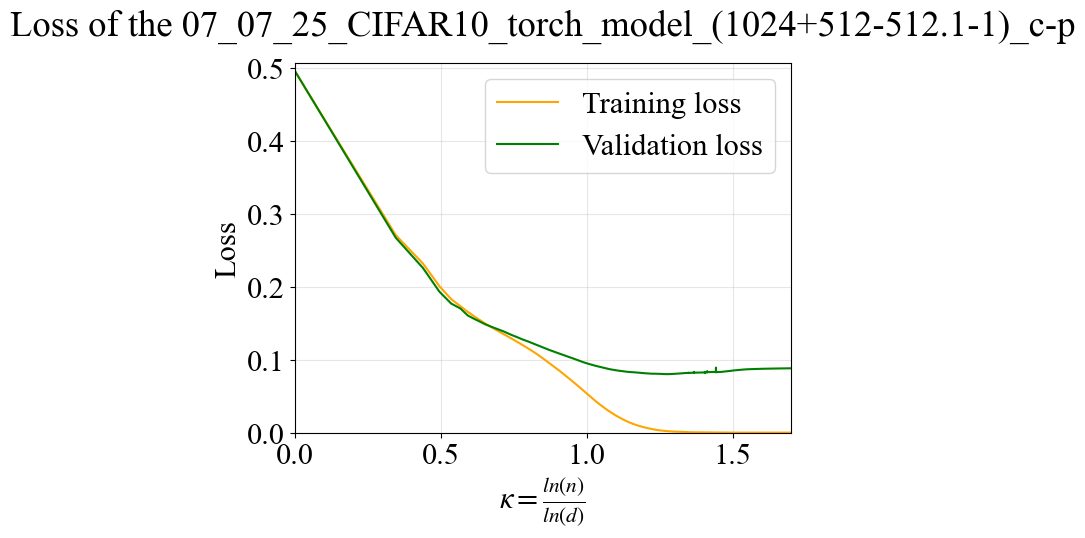 Loss of the 07_07_25_CIFAR10_torch_model_(1024+512-512.1-1)_c-p
Training loss
Validation loss
Loss
0.5
0.4
0.3
0.2
0.1
0.0
0.0 0.5 1.0 1.5
κ = ln(n)/ln(d)